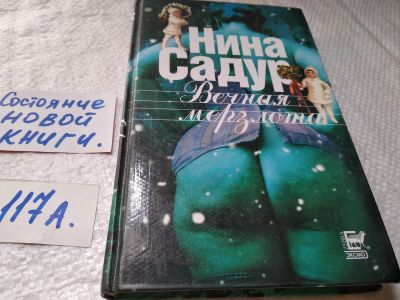 Нина
Садур
Вечная
мерзлота
Состояние
новой
книги.
117А.
ЭКСМО